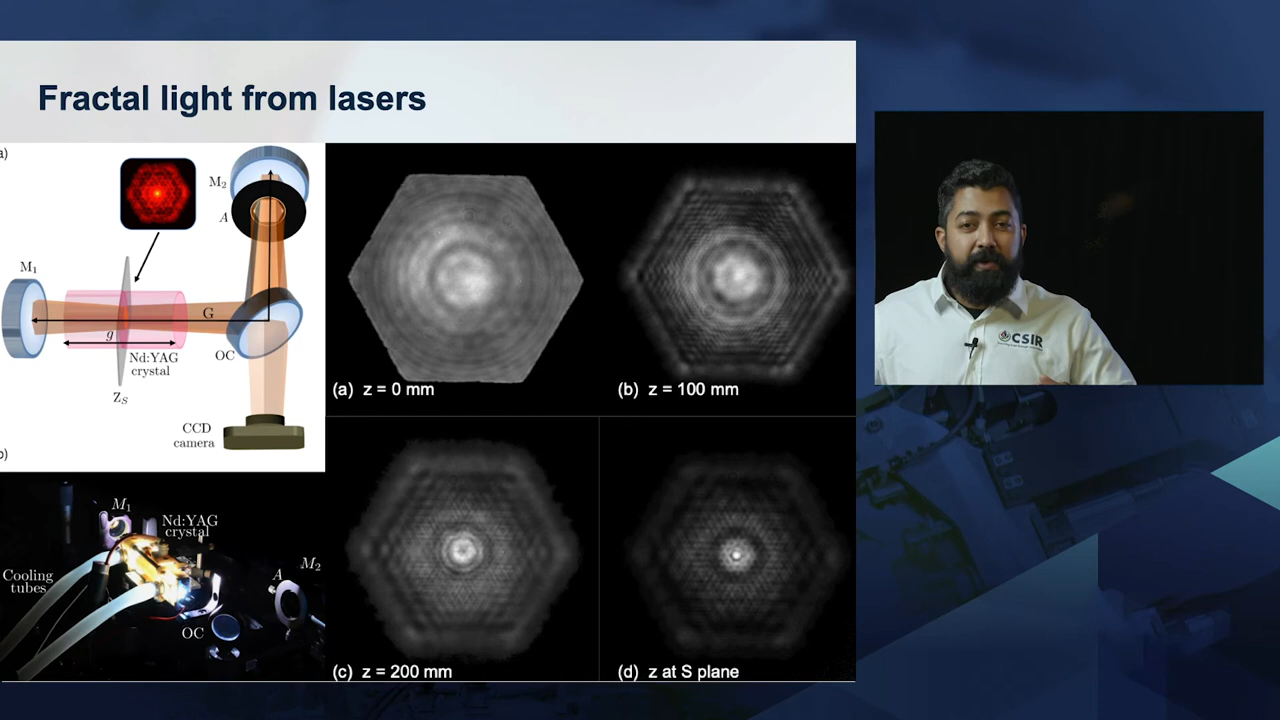 Fractal light from lasers
a)
M₂
A
M₁
G
g
OC
Nd:YAG
crystal
Z_S
CCD
camera
b)
M₁
Nd:YAG
crystal
Cooling
tubes
A
M₂
OC
(a) z = 0 mm
(b) z = 100 mm
(c) z = 200 mm
(d) z at S plane
CSIR